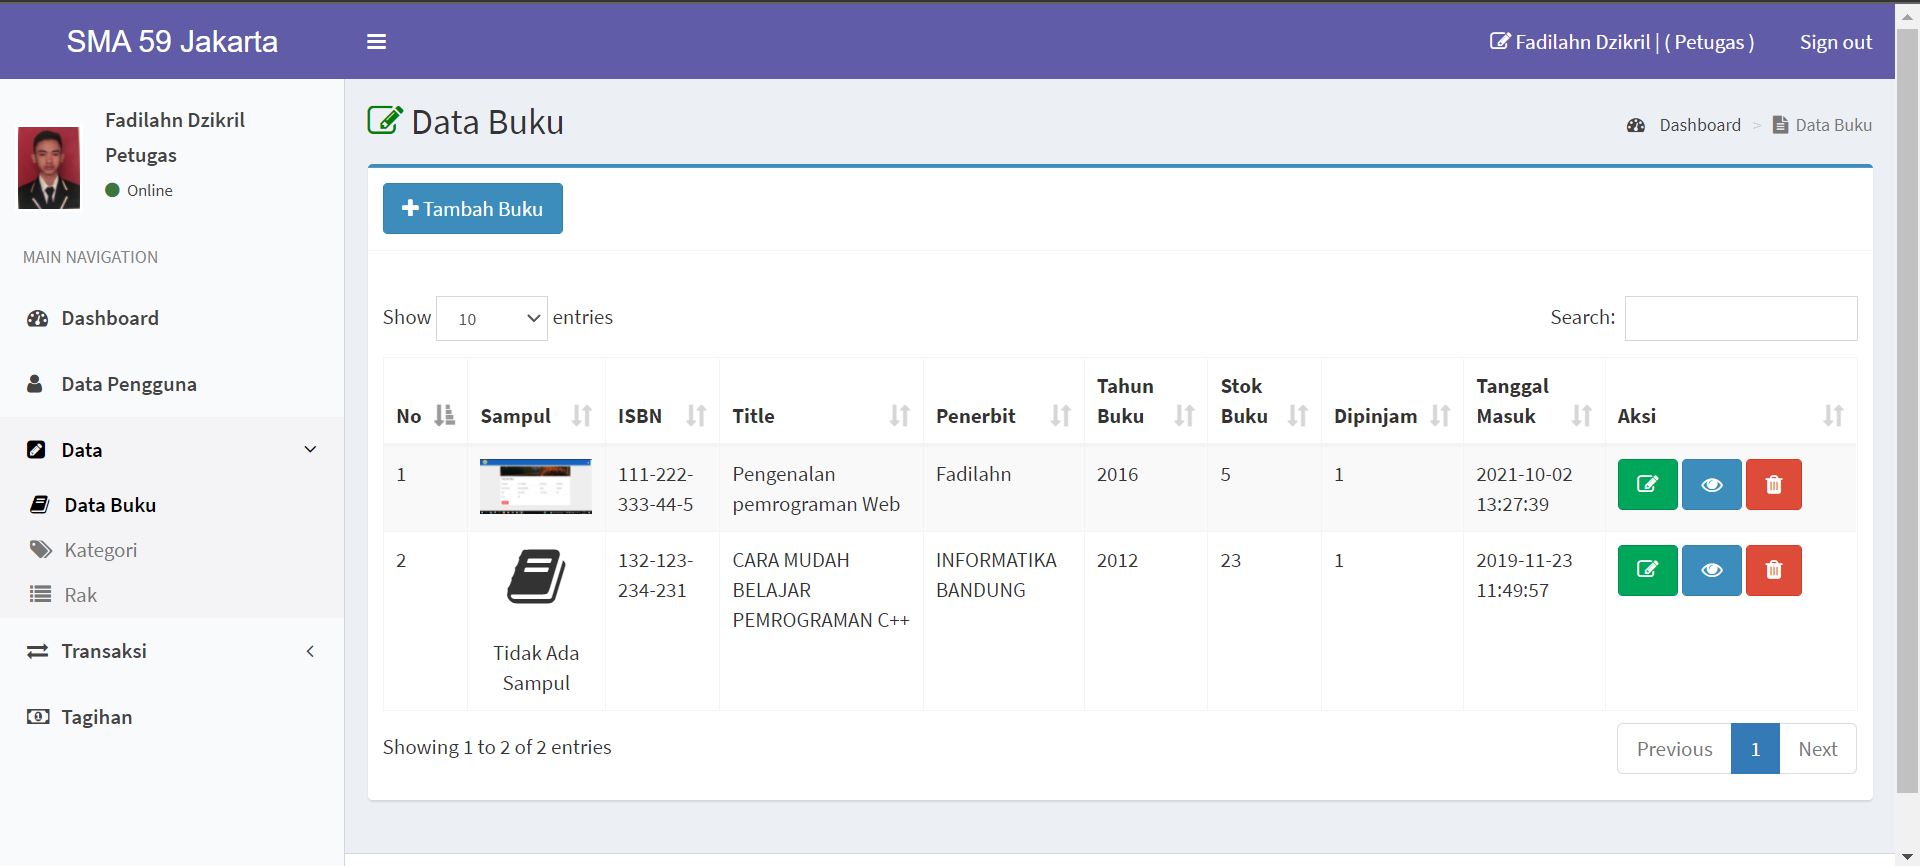 SMA 59 Jakarta
Fadilahn Dzikril | ( Petugas )
Sign out
Fadilahn Dzikril
Petugas
Online
MAIN NAVIGATION
Dashboard
Data Pengguna
Data
Data Buku
Kategori
Rak
Transaksi
Tagihan
Data Buku
Dashboard > Data Buku
Tambah Buku
Show 10 entries
Search:
No Sampul ISBN Title Penerbit Tahun Buku Stok Buku Dipinjam Tanggal Masuk Aksi
1 111-222- Pengenalan Fadilahn 2016 5 1 2021-10-02
333-44-5 pemrograman Web 13:27:39
2 132-123- CARA MUDAH INFORMATIKA 2012 23 1 2019-11-23
234-231 BELAJAR BANDUNG 11:49:57
PEMROGRAMAN C++
Tidak Ada
Sampul
Showing 1 to 2 of 2 entries
Previous 1 Next